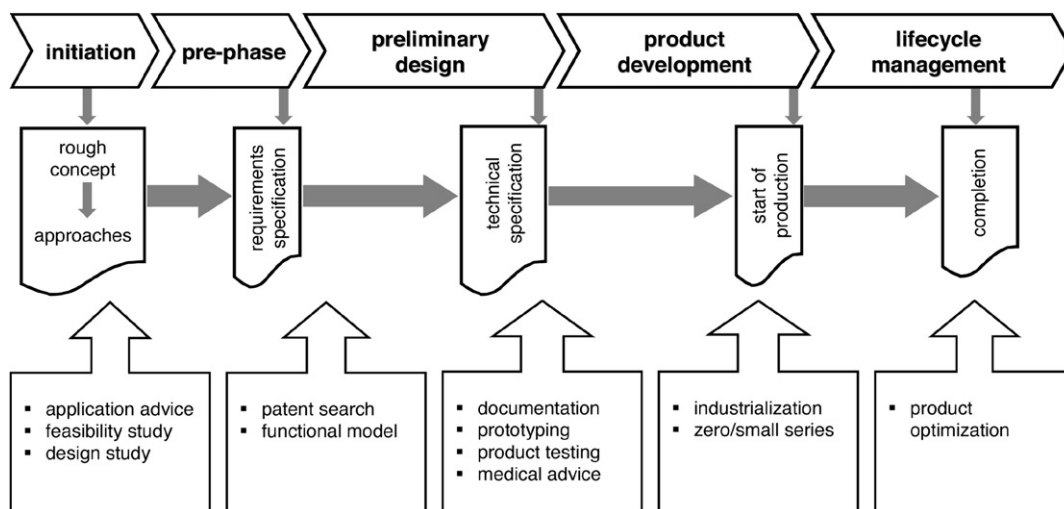 initiation
pre-phase
preliminary
design
product
development
lifecycle
management
rough
concept
approaches
requirements
specification
technical
specification
start of
production
completion
▪ application advice
▪ feasibility study
▪ design study
▪ patent search
▪ functional model
▪ documentation
▪ prototyping
▪ product testing
▪ medical advice
▪ industrialization
▪ zero/small series
▪ product
optimization